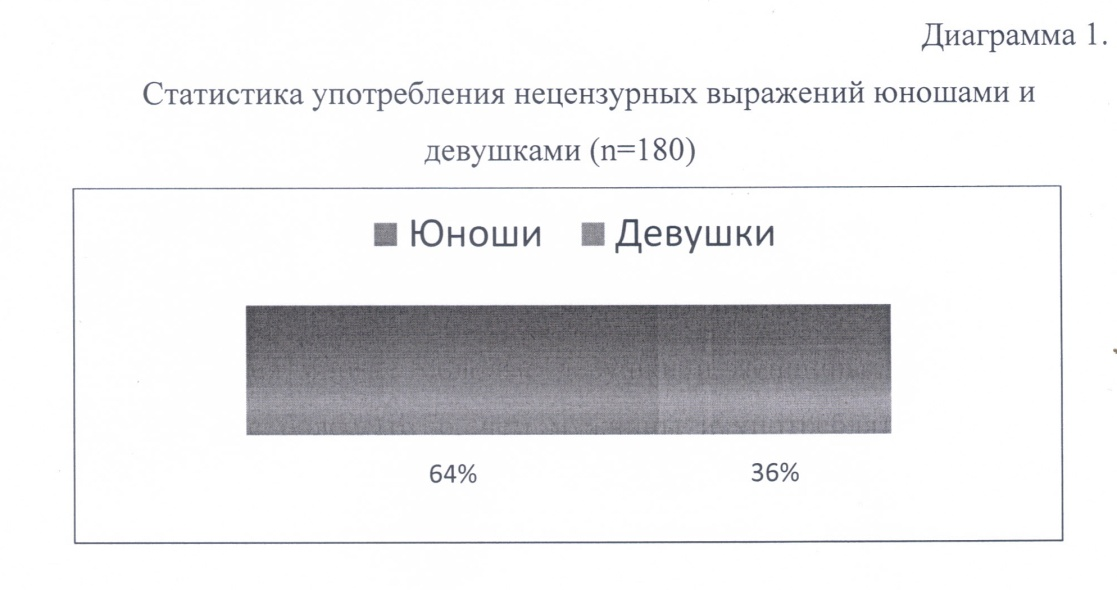 Диаграмма 1.
Статистика употребления нецензурных выражений юношами и
девушками (n=180)
Юноши Девушки
64% 36%